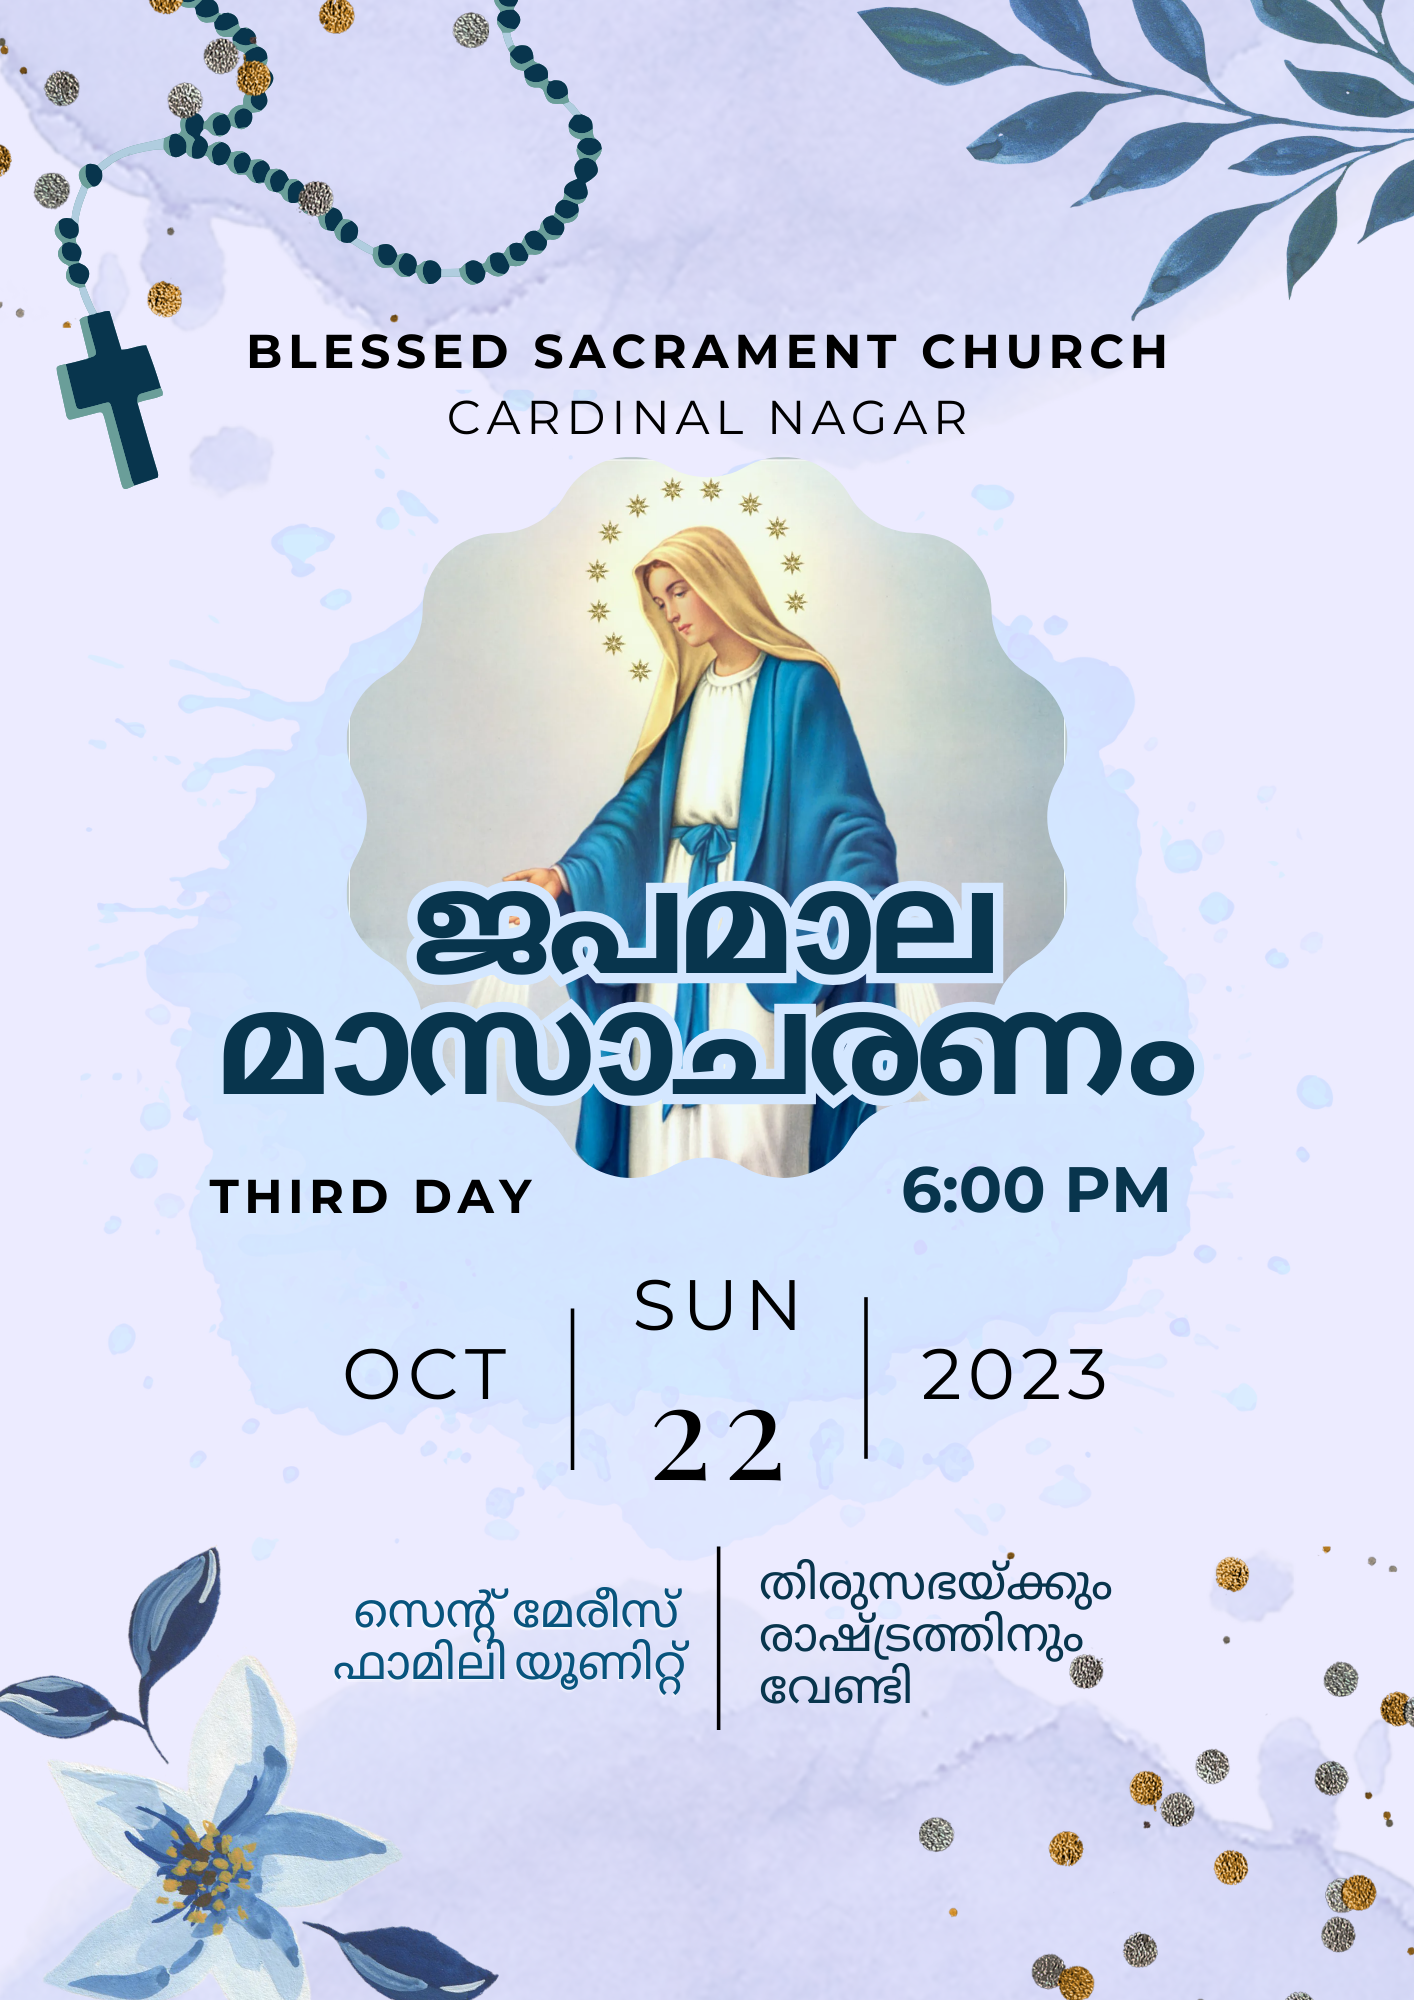 BLESSED SACRAMENT CHURCH
CARDINAL NAGAR
ജപമാല
മാസാചരണം
THIRD DAY
6:00 PM
OCT
SUN
22
2023
സെന്റ് മേരീസ്
ഫാമിലി യൂണിറ്റ്
തിരുസഭയ്ക്കും
രാഷ്ട്രത്തിനും
വേണ്ടി